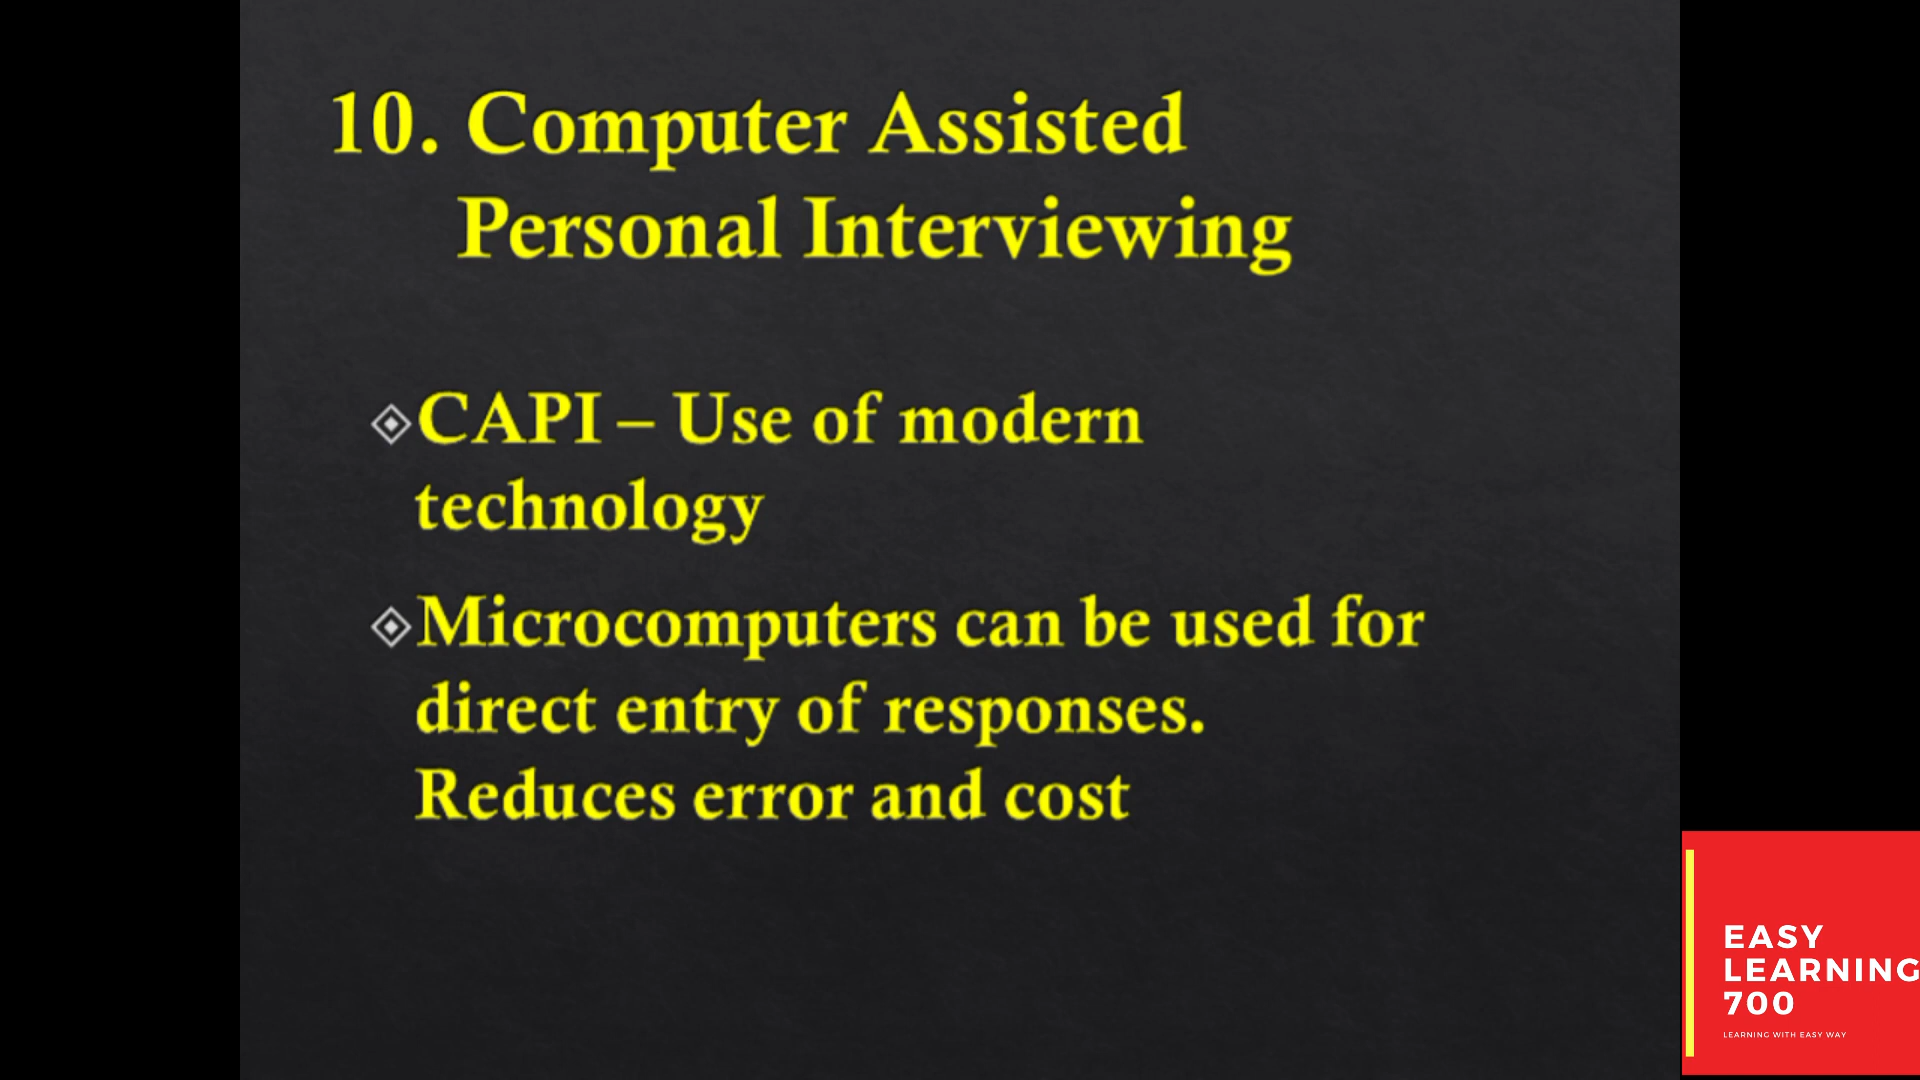 10. Computer Assisted
Personal Interviewing
CAPI – Use of modern
technology
Microcomputers can be used for
direct entry of responses.
Reduces error and cost
EASY
LEARNING
700
LEARNING WITH EASY WAY